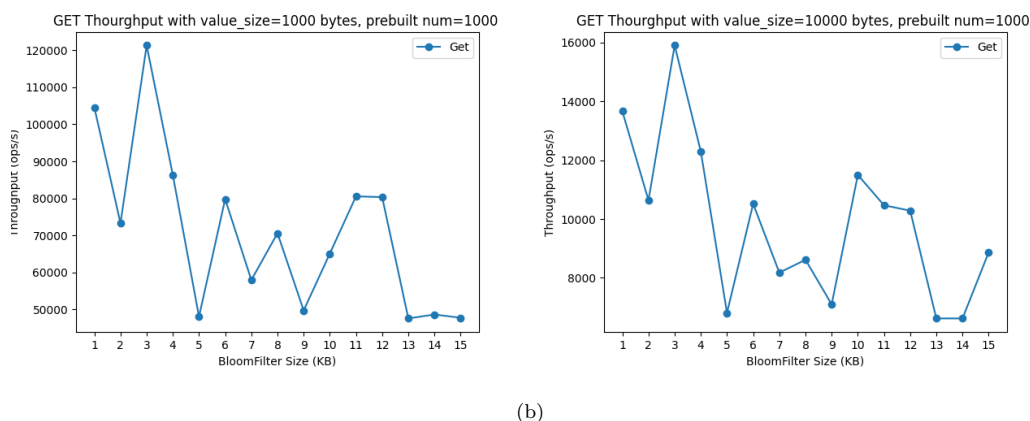 GET Thourghput with value_size=1000 bytes, prebuilt num=1000
Get
120000
110000
100000
90000
80000
70000
60000
50000
Throughput (ops/s)
1 2 3 4 5 6 7 8 9 10 11 12 13 14 15
BloomFilter Size (KB)
GET Thourghput with value_size=10000 bytes, prebuilt num=1000
Get
16000
14000
12000
10000
8000
Throughput (ops/s)
1 2 3 4 5 6 7 8 9 10 11 12 13 14 15
BloomFilter Size (KB)
(b)